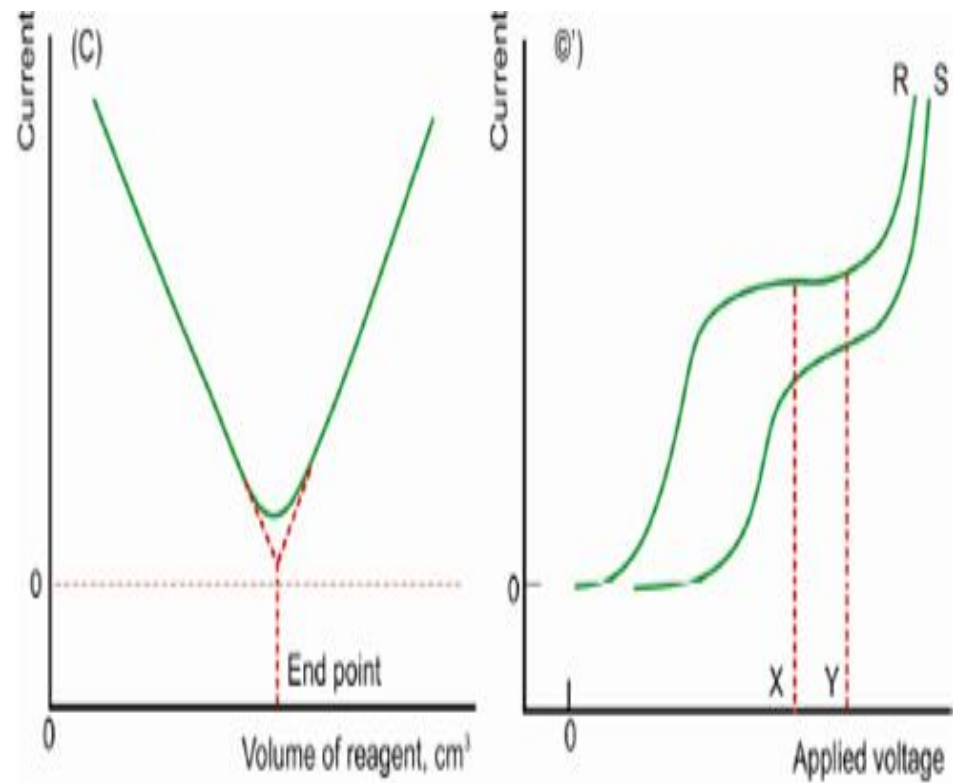 Current
(C)
0
End point
0
Volume of reagent, cm³
Current
©')
R S
0
X Y
0
Applied voltage